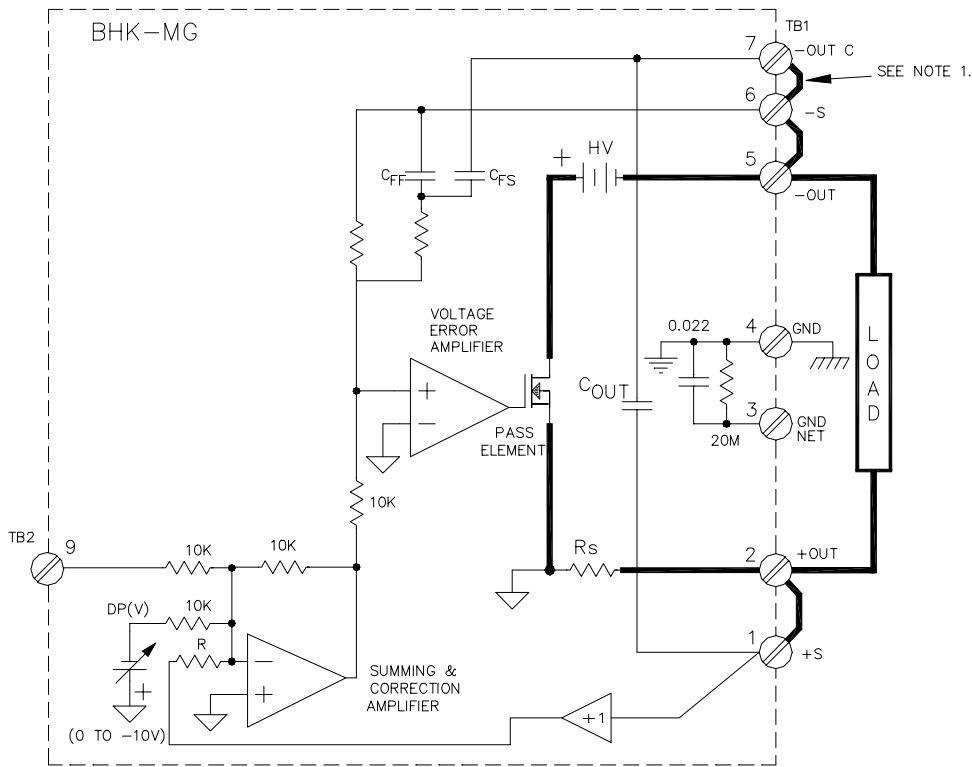 BHK-MG
TB1
7
-OUT C
SEE NOTE 1.
6
-S
5
-OUT
+
HV
CFF
CFS
VOLTAGE
ERROR
AMPLIFIER
+
-
PASS
ELEMENT
COUT
0.022
4
GND
20M
3
GND
NET
LOAD
10K
TB2
9
10K
10K
Rs
2
+OUT
DP(V)
10K
R
1
+S
-
+
+
SUMMING &
CORRECTION
AMPLIFIER
(0 TO -10V)
+1